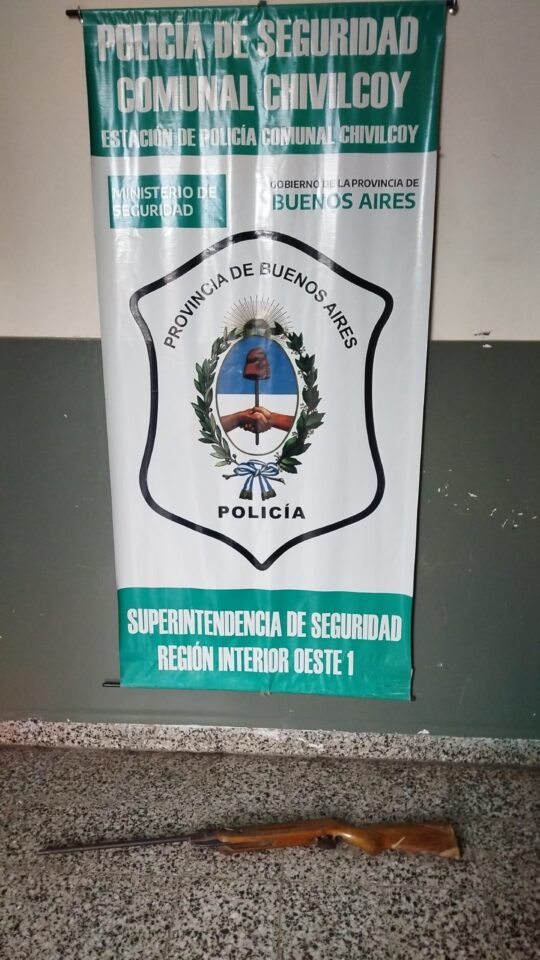 POLICÍA DE SEGURIDAD
COMUNAL CHIVILCOY
ESTACIÓN DE POLICÍA COMUNAL CHIVILCOY
MINISTERIO DE
SEGURIDAD
GOBIERNO DE LA PROVINCIA DE
BUENOS AIRES
PROVINCIA DE BUENOS AIRES
POLICÍA
SUPERINTENDENCIA DE SEGURIDAD
REGIÓN INTERIOR OESTE 1